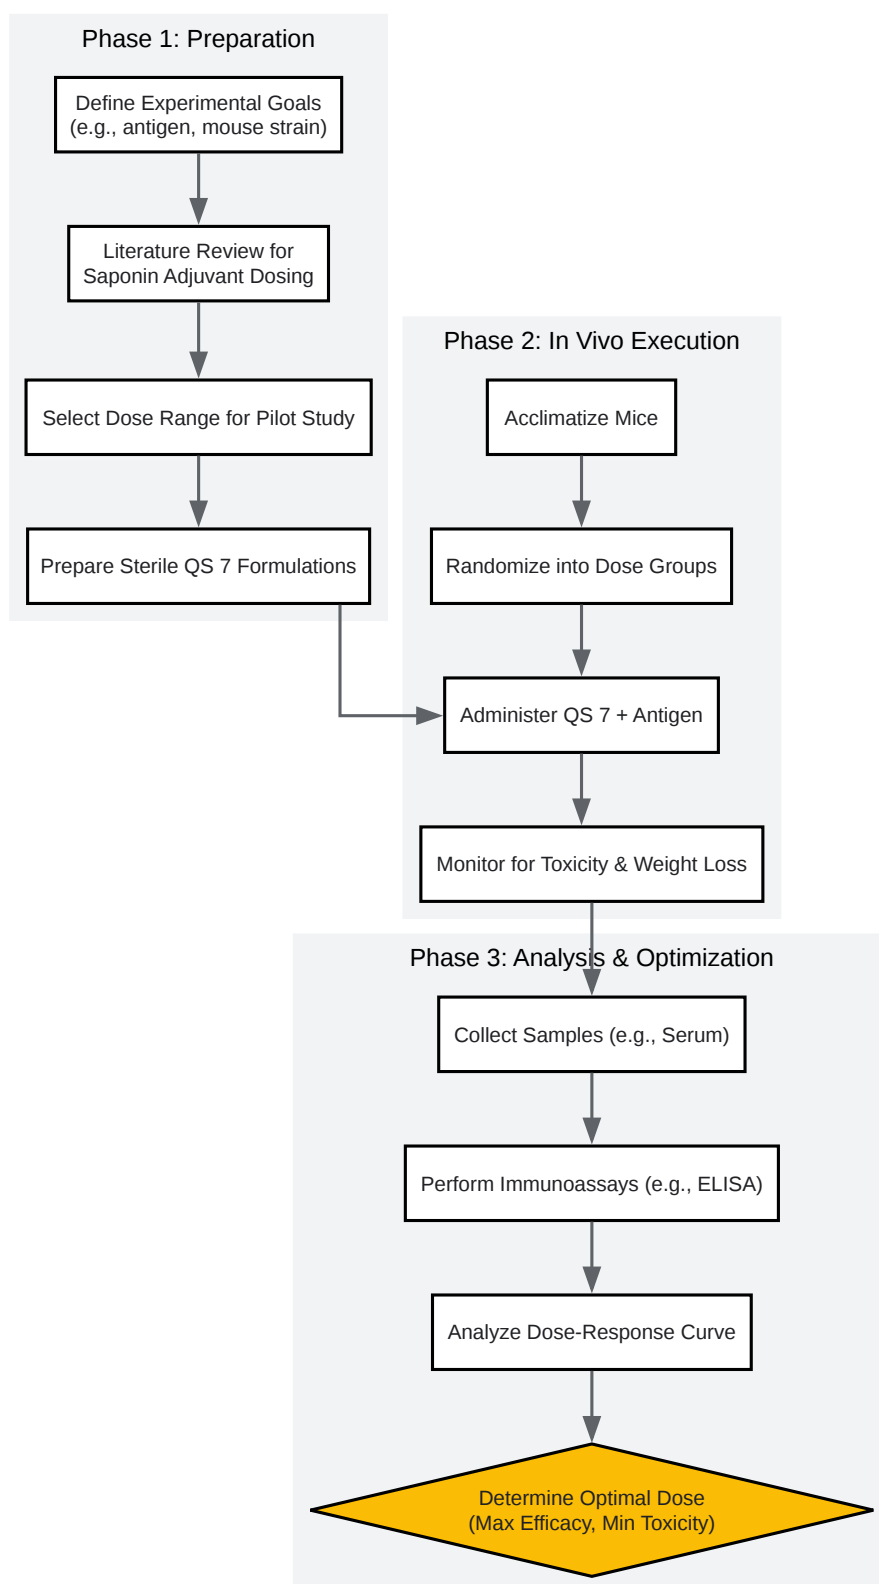 Phase 1: Preparation
Define Experimental Goals
(e.g., antigen, mouse strain)
Literature Review for
Saponin Adjuvant Dosing
Select Dose Range for Pilot Study
Prepare Sterile QS 7 Formulations
Phase 2: In Vivo Execution
Acclimatize Mice
Randomize into Dose Groups
Administer QS 7 + Antigen
Monitor for Toxicity & Weight Loss
Phase 3: Analysis & Optimization
Collect Samples (e.g., Serum)
Perform Immunoassays (e.g., ELISA)
Analyze Dose-Response Curve
Determine Optimal Dose
(Max Efficacy, Min Toxicity)